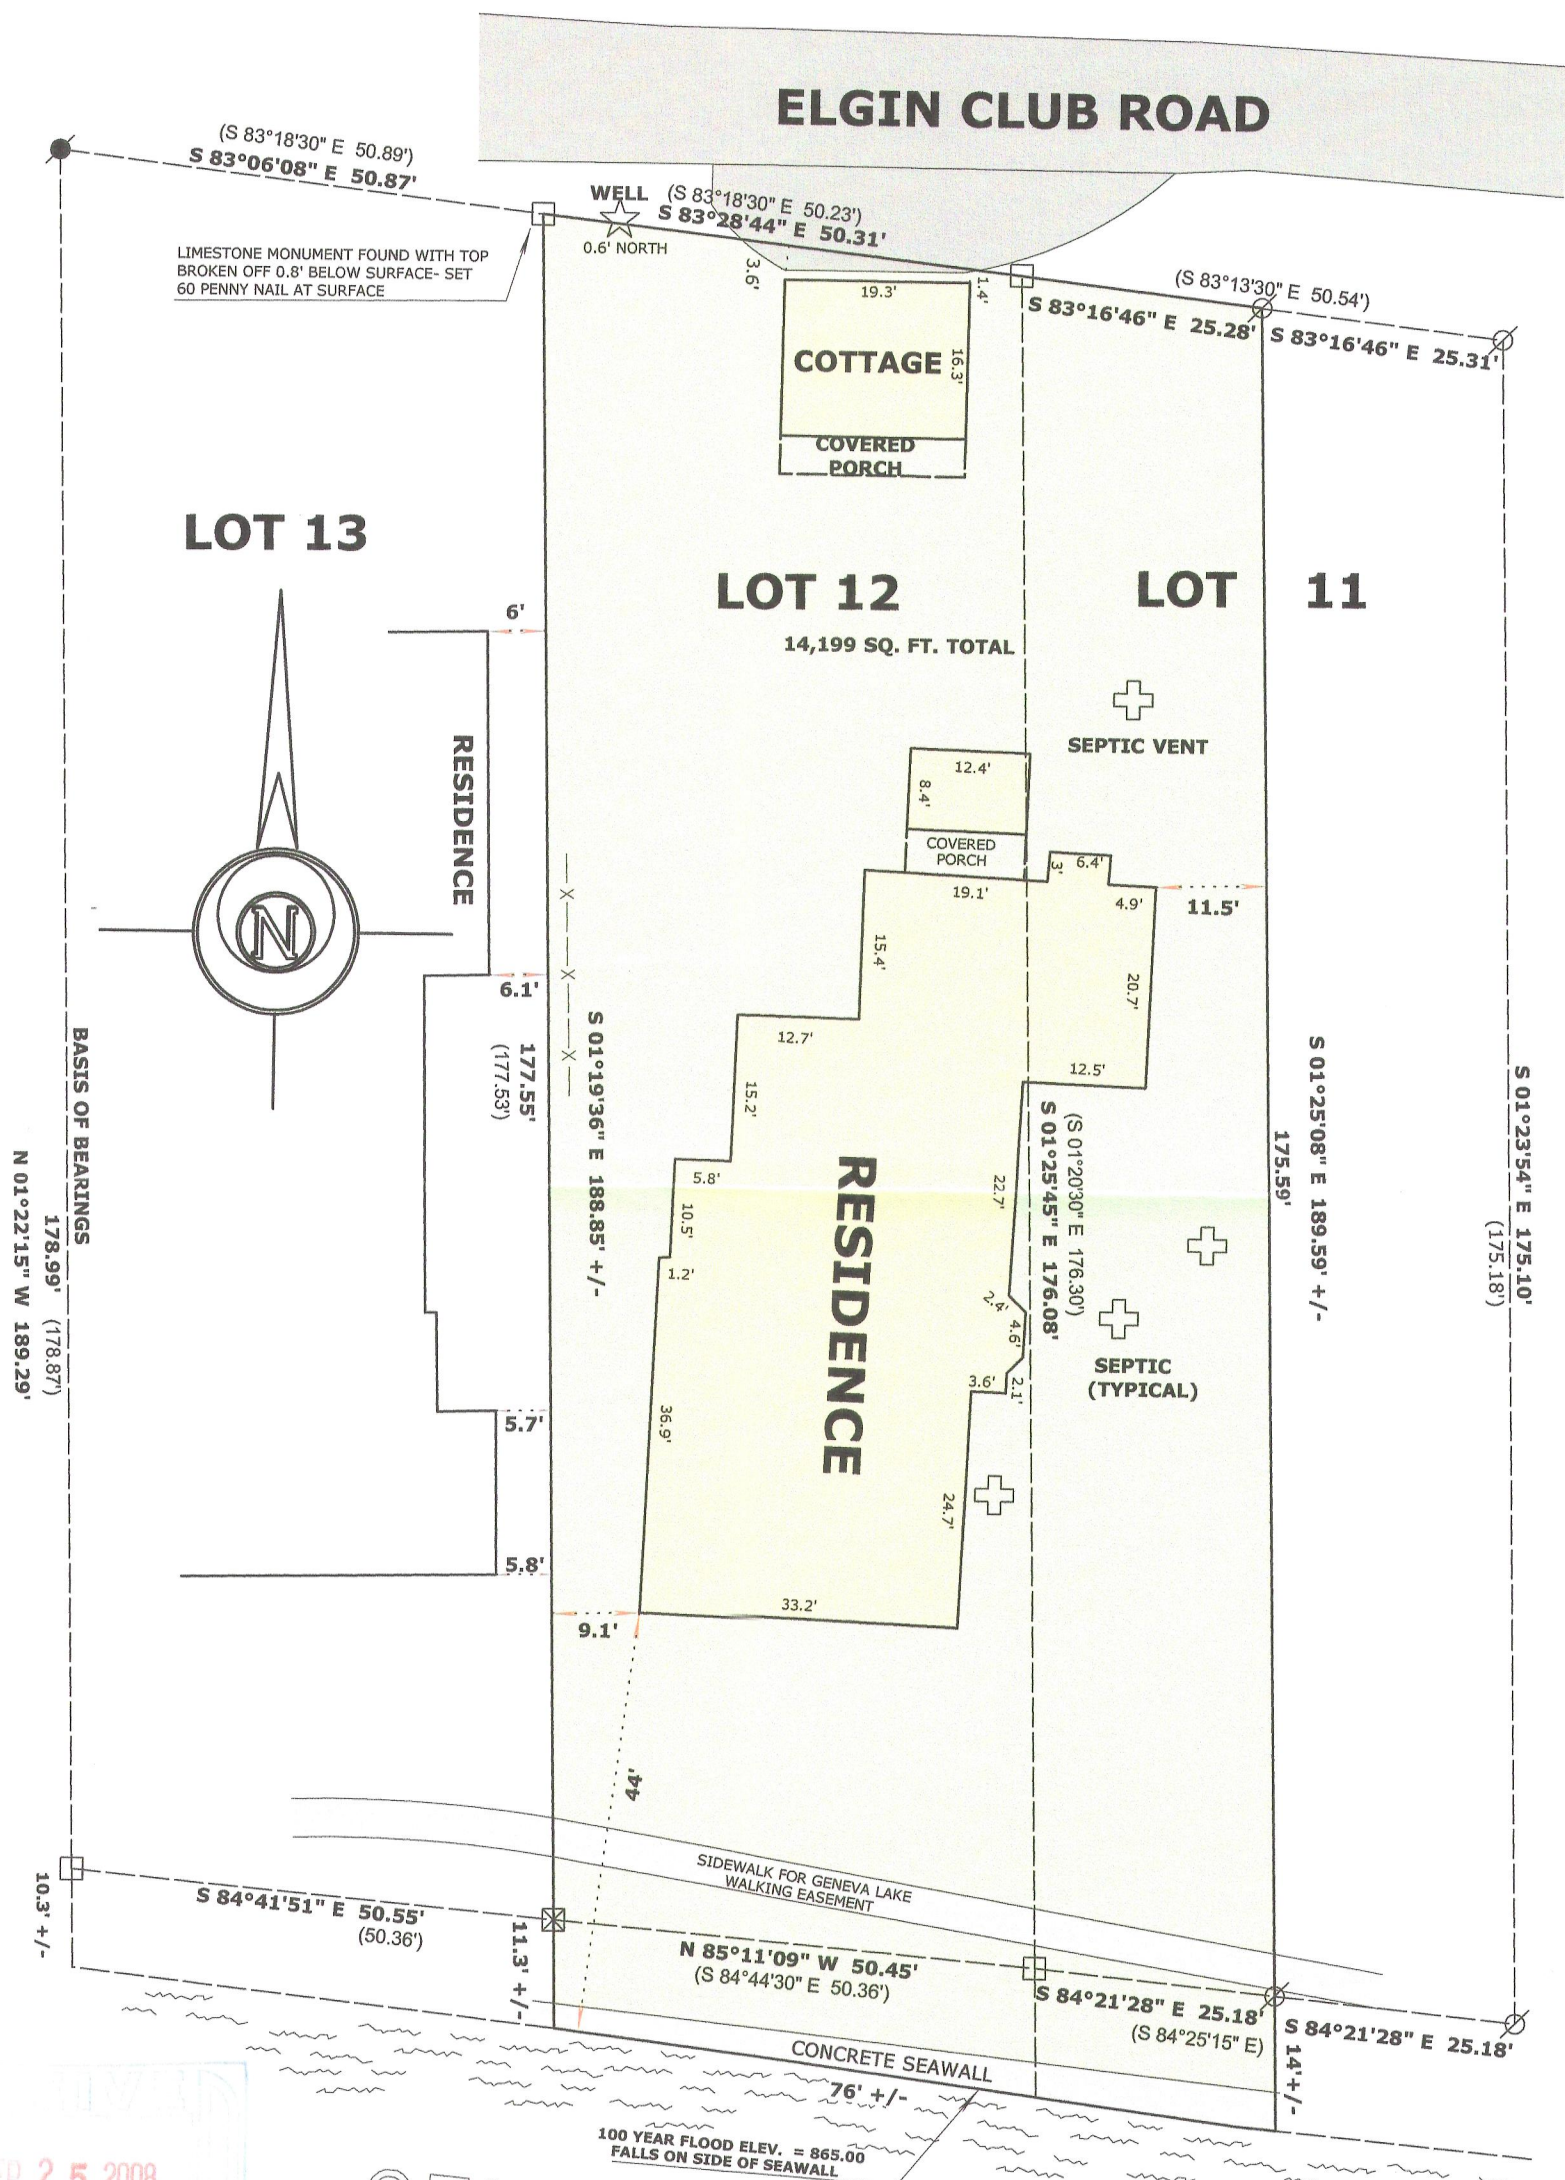 ELGIN CLUB ROAD
(S 83°18'30" E 50.89')
S 83°06'08" E 50.87'
WELL
(S 83°18'30" E 50.23')
S 83°28'44" E 50.31'
0.6' NORTH
LIMESTONE MONUMENT FOUND WITH TOP
BROKEN OFF 0.8' BELOW SURFACE- SET
60 PENNY NAIL AT SURFACE
3.6'
19.3'
1.4'
(S 83°13'30" E 50.54')
S 83°16'46" E 25.28'
S 83°16'46" E 25.31'
COTTAGE
16.3'
COVERED
PORCH
LOT 13
LOT 12
LOT 11
14,199 SQ. FT. TOTAL
6'
SEPTIC VENT
RESIDENCE
12.4'
8.4'
COVERED
PORCH
3'
6.4'
19.1'
4.9'
11.5'
N
15.4'
20.7'
6.1'
12.7'
12.5'
177.55'
(177.53')
S 01°19'36" E 188.85' +/-
15.2'
BASIS OF BEARINGS
N 01°22'15" W 189.29'
178.99' (178.87')
5.8'
10.5'
1.2'
RESIDENCE
22.7'
S 01°25'45" E 176.08'
(S 01°20'30" E 176.30')
175.59'
S 01°25'08" E 189.59' +/-
S 01°23'54" E 175.10'
(175.18')
2.4'
4.6'
3.6'
2.1'
SEPTIC
(TYPICAL)
36.9'
5.7'
24.7'
5.8'
33.2'
9.1'
44'
SIDEWALK FOR GENEVA LAKE
WALKING EASEMENT
10.3' +/-
S 84°41'51" E 50.55'
(50.36')
11.3' +/-
N 85°11'09" W 50.45'
(S 84°44'30" E 50.36')
S 84°21'28" E 25.18'
(S 84°25'15" E)
S 84°21'28" E 25.18'
14'+/-
CONCRETE SEAWALL
76' +/-
100 YEAR FLOOD ELEV. = 865.00
FALLS ON SIDE OF SEAWALL
25 2008